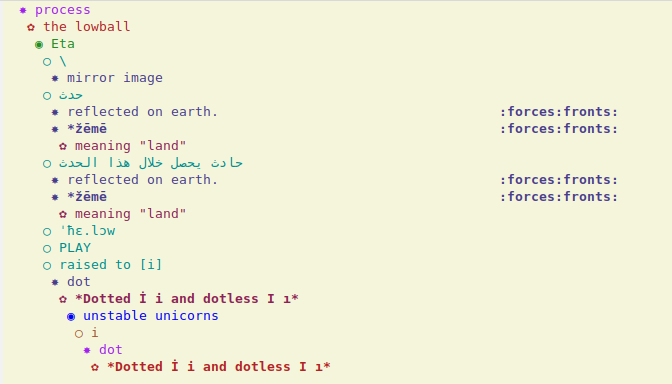 ✸ process
✿ the lowball
◉ Eta
○ \
✸ mirror image
○ حدث
✸ reflected on earth. :forces:fronts:
✸ *žēmē :forces:fronts:
✿ meaning "land"
○ حادث يحصل خلال هذا الحدث
✸ reflected on earth. :forces:fronts:
✸ *žēmē :forces:fronts:
✿ meaning "land"
○ ˈħɛ.lɔw
○ PLAY
○ raised to [i]
✸ dot
✿ *Dotted İ i and dotless I ı*
◉ unstable unicorns
○ i
✸ dot
✿ *Dotted İ i and dotless I ı*